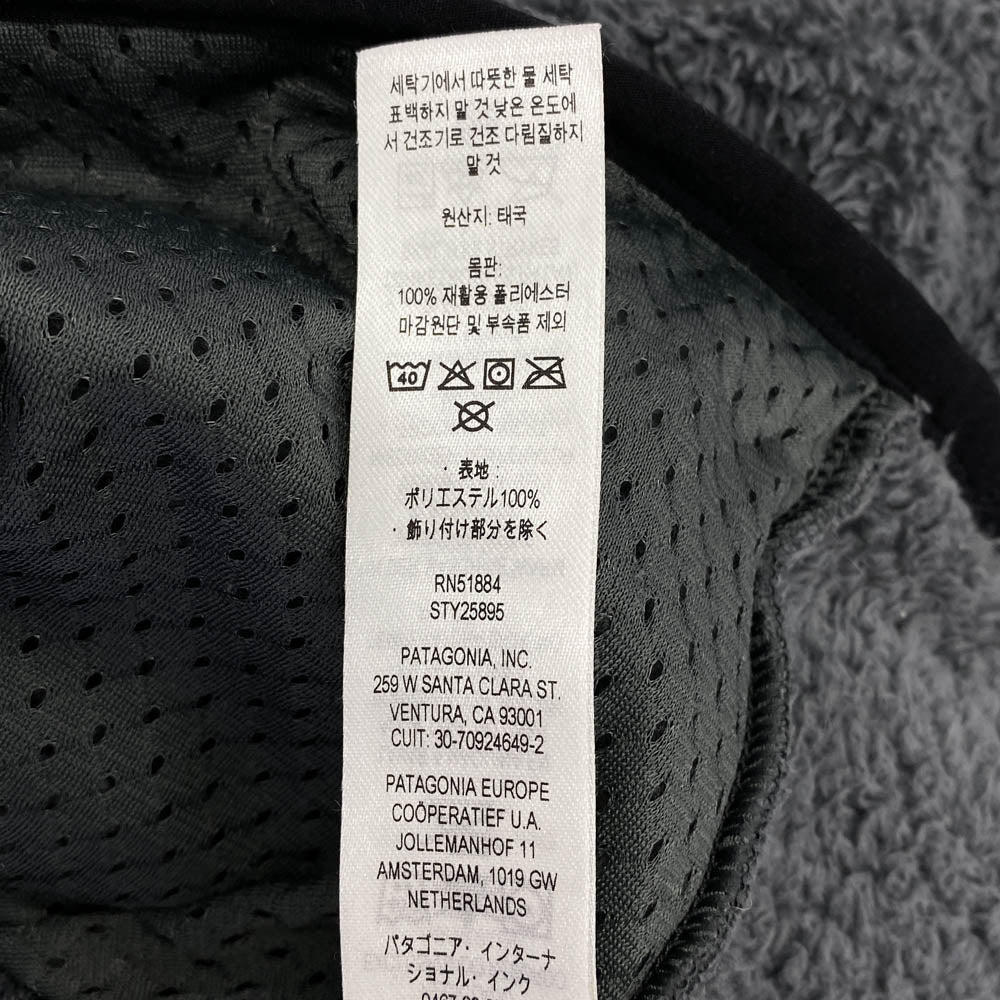 세탁기에서 따뜻한 물 세탁
표백하지 말 것 낮은 온도에
서 건조기로 건조 다림질하지
말 것
원산지: 태국
몸판:
100% 재활용 폴리에스터
마감원단 및 부속품 제외
40
・表地:
ポリエステル100%
・飾り付け部分を除く
RN51884
STY25895
PATAGONIA, INC.
259 W SANTA CLARA ST.
VENTURA, CA 93001
CUIT: 30-70924649-2
PATAGONIA EUROPE
COÖPERATIEF U.A.
JOLLEMANHOF 11
AMSTERDAM, 1019 GW
NETHERLANDS
パタゴニア・インターナ
ショナル・インク